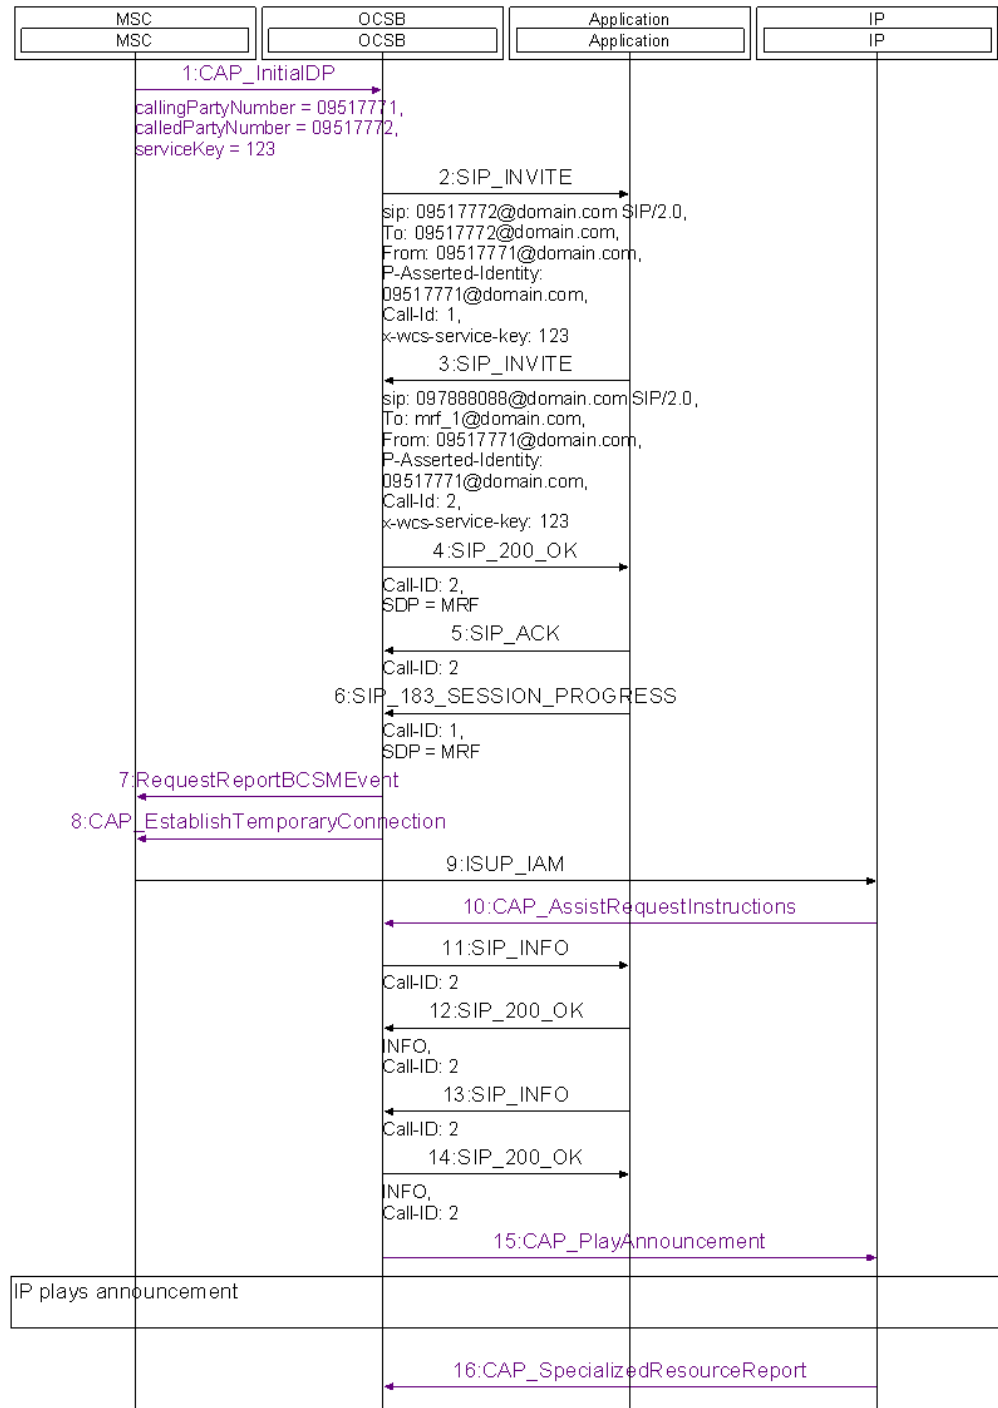 MSC OCSB Application IP
MSC OCSB Application IP
1:CAP_InitialDP
callingPartyNumber = 09517771,
calledPartyNumber = 09517772,
serviceKey = 123
2:SIP_INVITE
sip: 09517772@domain.com SIP/2.0,
To: 09517772@domain.com,
From: 09517771@domain.com,
P-Asserted-Identity:
09517771@domain.com,
Call-Id: 1,
x-wcs-service-key: 123
3:SIP_INVITE
sip: 097888088@domain.com SIP/2.0,
To: mrf_1@domain.com,
From: 09517771@domain.com,
P-Asserted-Identity:
09517771@domain.com,
Call-Id: 2,
x-wcs-service-key: 123
4:SIP_200_OK
Call-ID: 2,
SDP = MRF
5:SIP_ACK
Call-ID: 2
6:SIP_183_SESSION_PROGRESS
Call-ID: 1,
SDP = MRF
7:RequestReportBCSMEvent
8:CAP_EstablishTemporaryConnection
9:ISUP_IAM
10:CAP_AssistRequestInstructions
11:SIP_INFO
Call-ID: 2
12:SIP_200_OK
INFO,
Call-ID: 2
13:SIP_INFO
Call-ID: 2
14:SIP_200_OK
INFO,
Call-ID: 2
15:CAP_PlayAnnouncement
IP plays announcement
16:CAP_SpecializedResourceReport